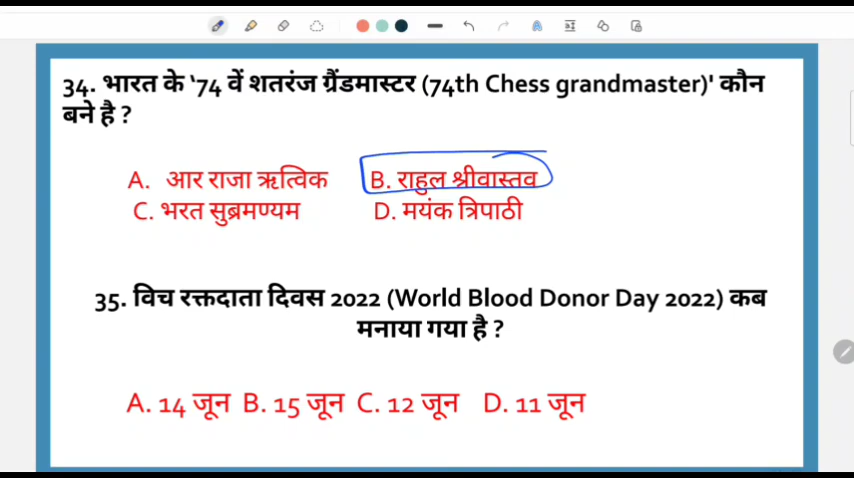 34. भारत के '74 वें शतरंज ग्रैंडमास्टर (74th Chess grandmaster)' कौन
बने है ?
A. आर राजा ऋत्विक B. राहुल श्रीवास्तव
C. भरत सुब्रमण्यम D. मयंक त्रिपाठी
35. विच रक्तदाता दिवस 2022 (World Blood Donor Day 2022) कब
मनाया गया है ?
A. 14 जून B. 15 जून C. 12 जून D. 11 जून